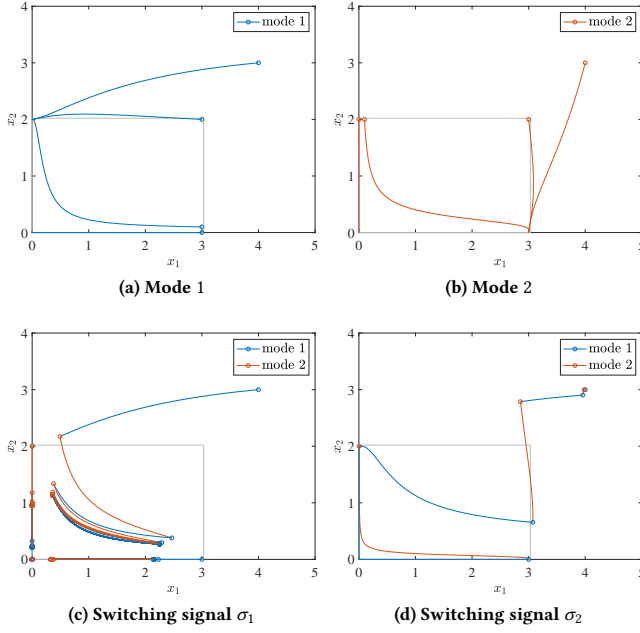 mode 1
3
2
1
0
x₂
0 1 2 3 4 5
x₁
(a) Mode 1
mode 2
3
2
1
0
x₂
0 1 2 3 4 5
x₁
(b) Mode 2
mode 1
mode 2
4
3
2
1
0
x₂
0 1 2 3 4 5
x₁
(c) Switching signal σ₁
mode 1
mode 2
4
3
2
1
0
x₂
0 1 2 3 4 5
x₁
(d) Switching signal σ₂